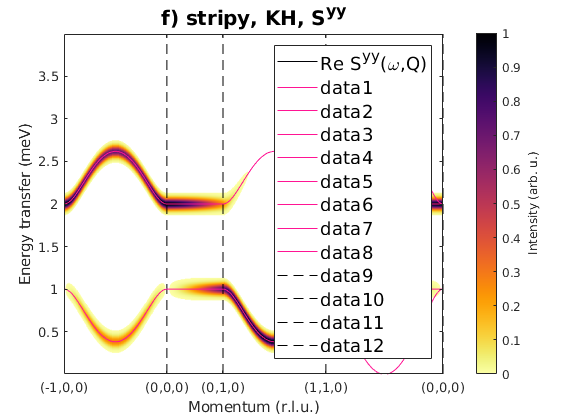 f) stripy, KH, Sʸʸ
Energy transfer (meV)
4
3.5
3
2.5
2
1.5
1
0.5
Re Sʸʸ(ω,Q)
data1
data2
data3
data4
data5
data6
data7
data8
data9
data10
data11
data12
(-1,0,0) (0,0,0) (0,1,0) (1,1,0) (0,0,0)
Momentum (r.l.u.)
1
0.9
0.8
0.7
0.6
0.5
0.4
0.3
0.2
0.1
0
Intensity (arb. u.)